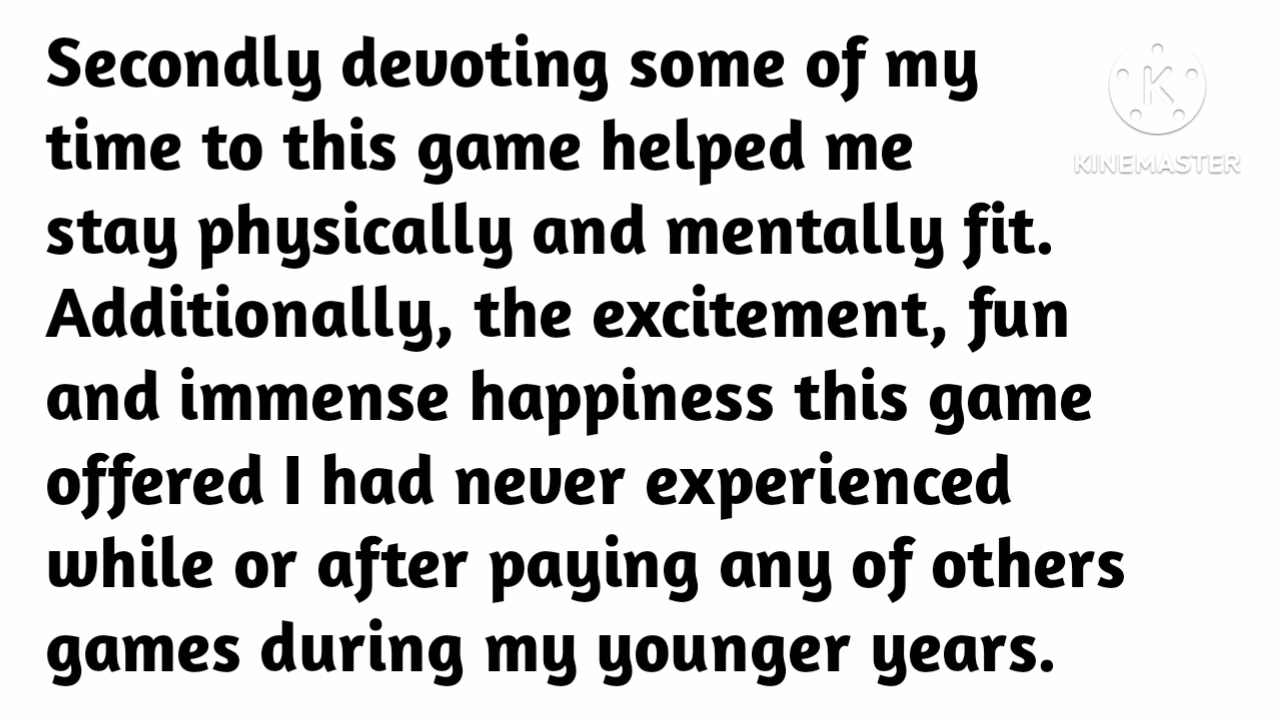 Secondly devoting some of my
time to this game helped me
stay physically and mentally fit.
Additionally, the excitement, fun
and immense happiness this game
offered I had never experienced
while or after paying any of others
games during my younger years.
K
KINEMASTER